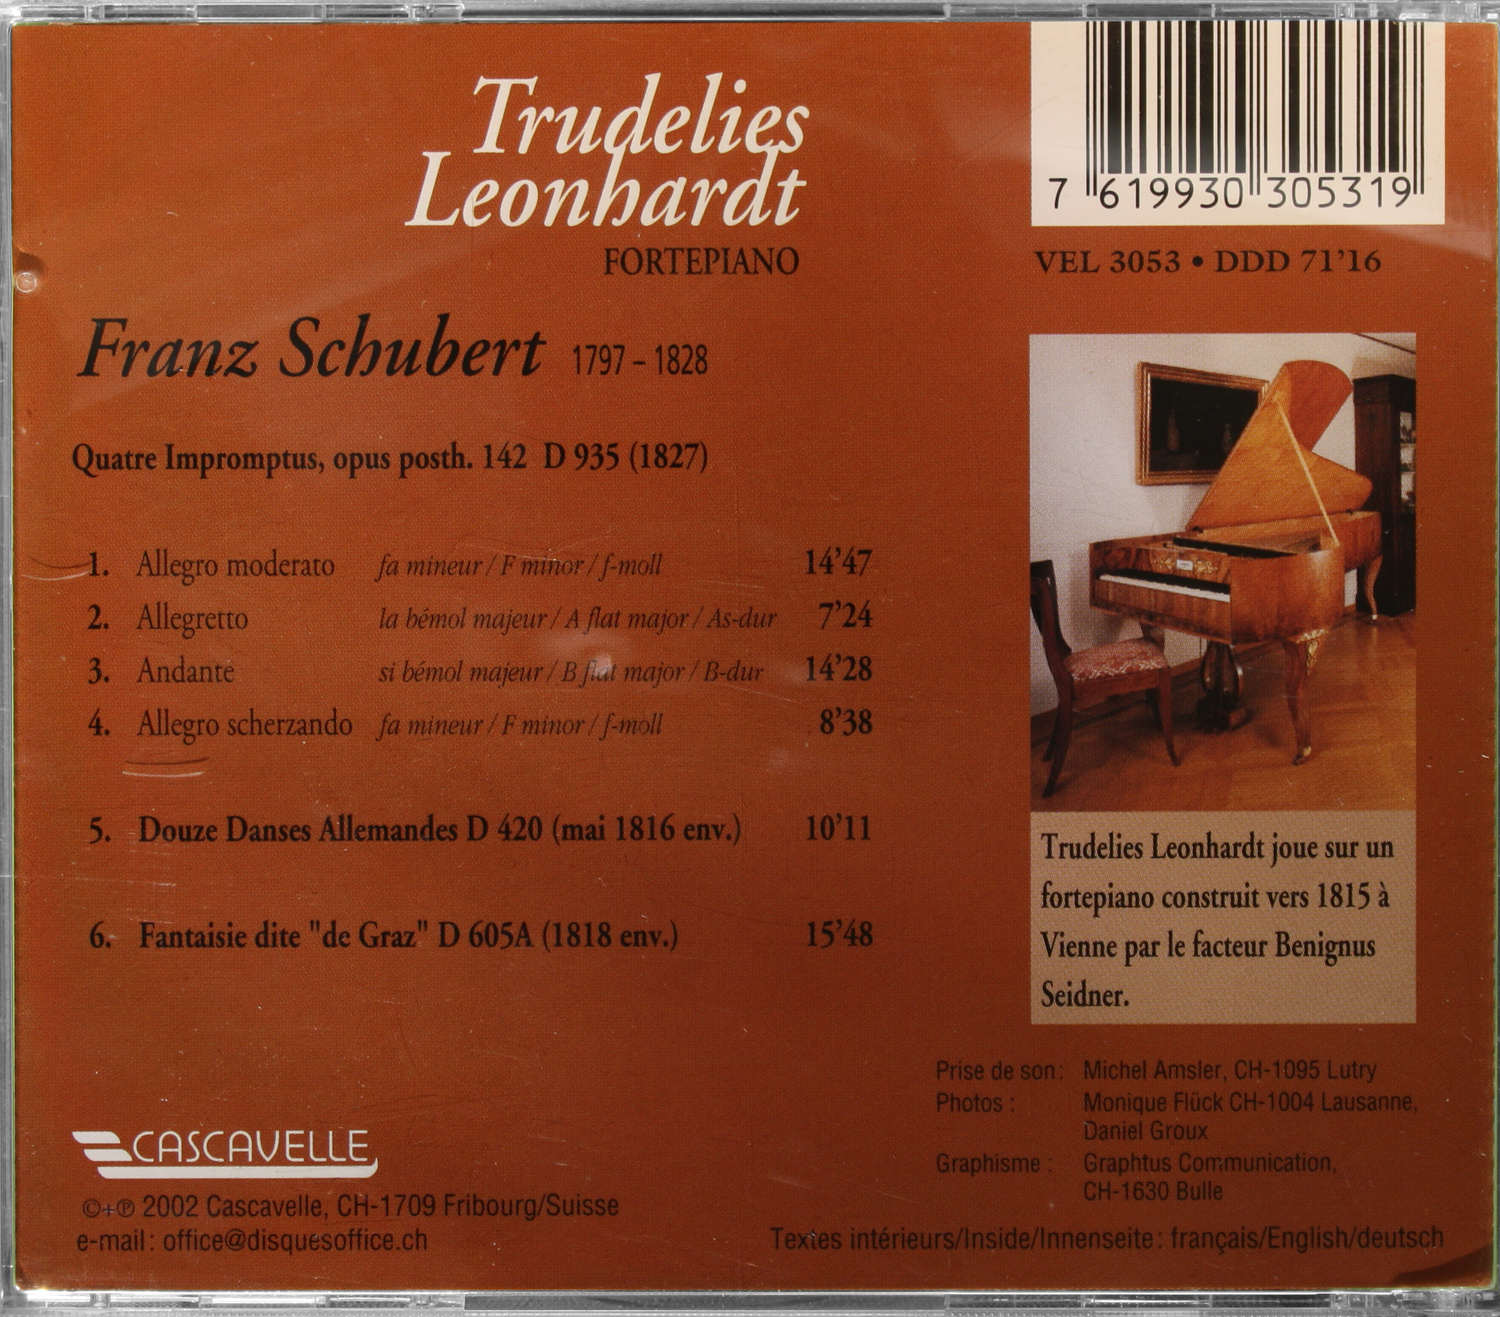 Trudelies
Leonhardt
FORTEPIANO
7 619930 305319
VEL 3053 • DDD 71'16
Franz Schubert 1797 – 1828
Quatre Impromptus, opus posth. 142 D 935 (1827)
1. Allegro moderato fa mineur / F minor / f-moll 14'47
2. Allegretto la bémol majeur / A flat major / As-dur 7'24
3. Andante si bémol majeur / B flat major / B-dur 14'28
4. Allegro scherzando fa mineur / F minor / f-moll 8'38
5. Douze Danses Allemandes D 420 (mai 1816 env.) 10'11
6. Fantaisie dite "de Graz" D 605A (1818 env.) 15'48
Trudelies Leonhardt joue sur un
fortepiano construit vers 1815 à
Vienne par le facteur Benignus
Seidner.
Prise de son : Michel Amsler, CH-1095 Lutry
Photos : Monique Flück CH-1004 Lausanne,
Daniel Groux
Graphisme : Graphtus Communication,
CH-1630 Bulle
CASCAVELLE
©+℗ 2002 Cascavelle, CH-1709 Fribourg/Suisse
e-mail : office@disquesoffice.ch
Textes intérieurs/Inside/Innenseite : français/English/deutsch